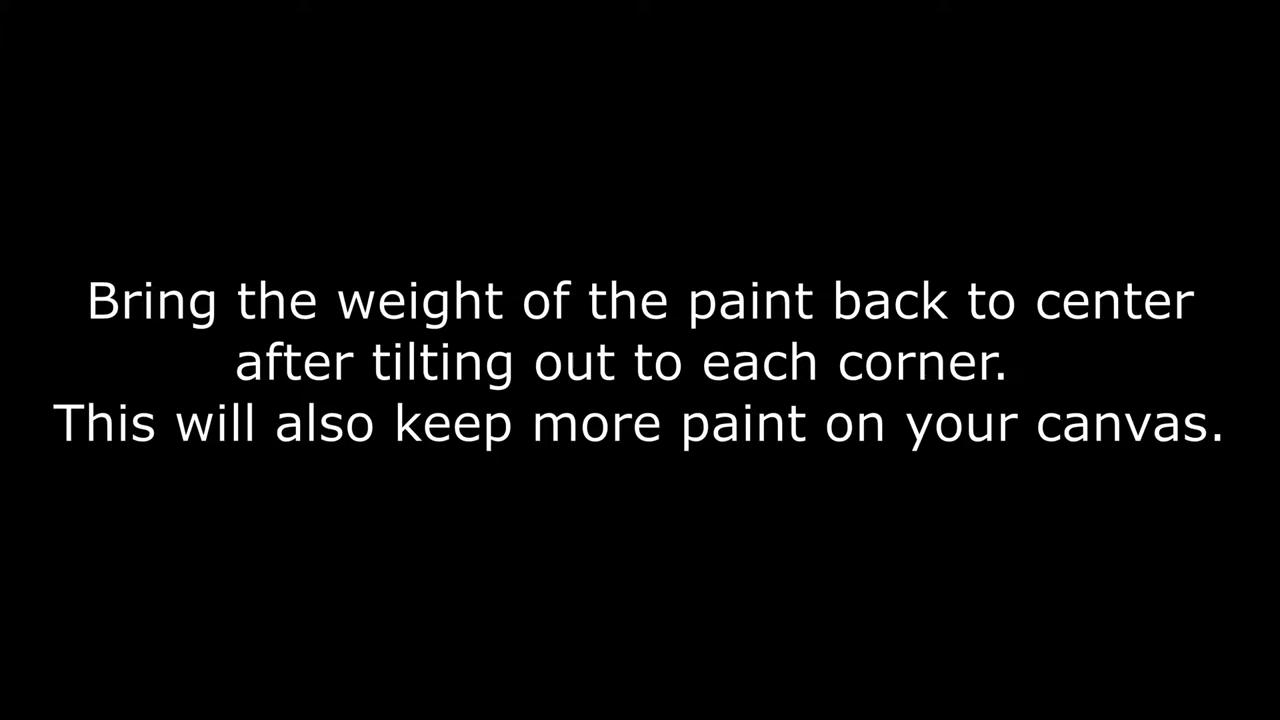 Bring the weight of the paint back to center
after tilting out to each corner.
This will also keep more paint on your canvas.